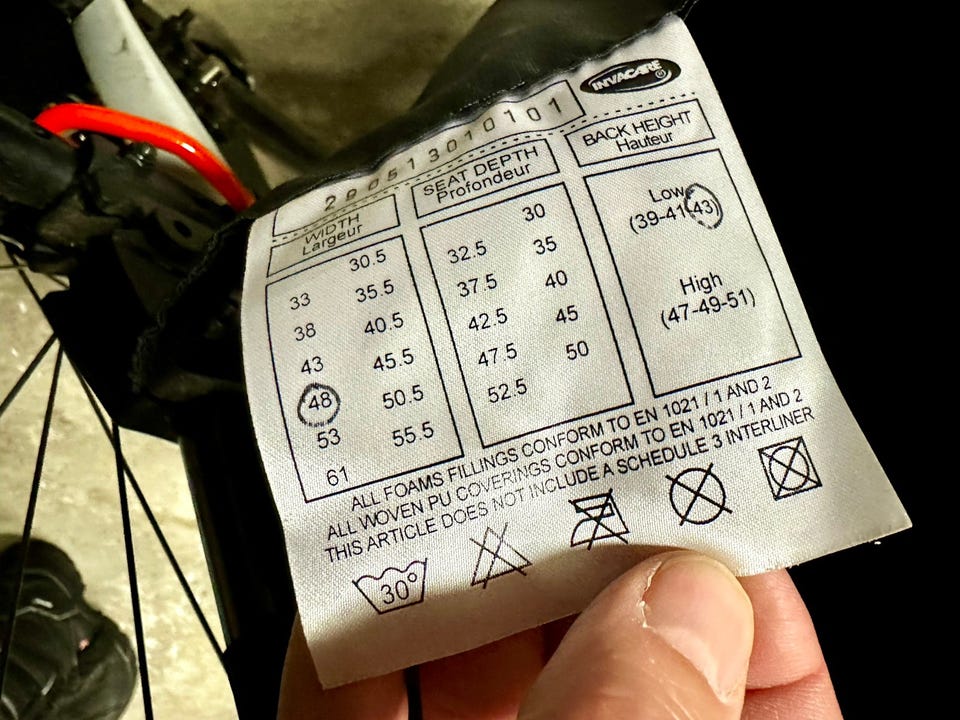 INVACARE
29051301010101
WIDTH
Largeur
30.5
33 35.5
38 40.5
43 45.5
48 50.5
53 55.5
61
SEAT DEPTH
Profondeur
30
32.5 35
37.5 40
42.5 45
47.5 50
52.5
BACK HEIGHT
Hauteur
Low
(39-41-43)
High
(47-49-51)
ALL FOAMS FILLINGS CONFORM TO EN 1021 / 1 AND 2
ALL WOVEN PU COVERINGS CONFORM TO EN 1021 / 1 AND 2
THIS ARTICLE DOES NOT INCLUDE A SCHEDULE 3 INTERLINER
30°